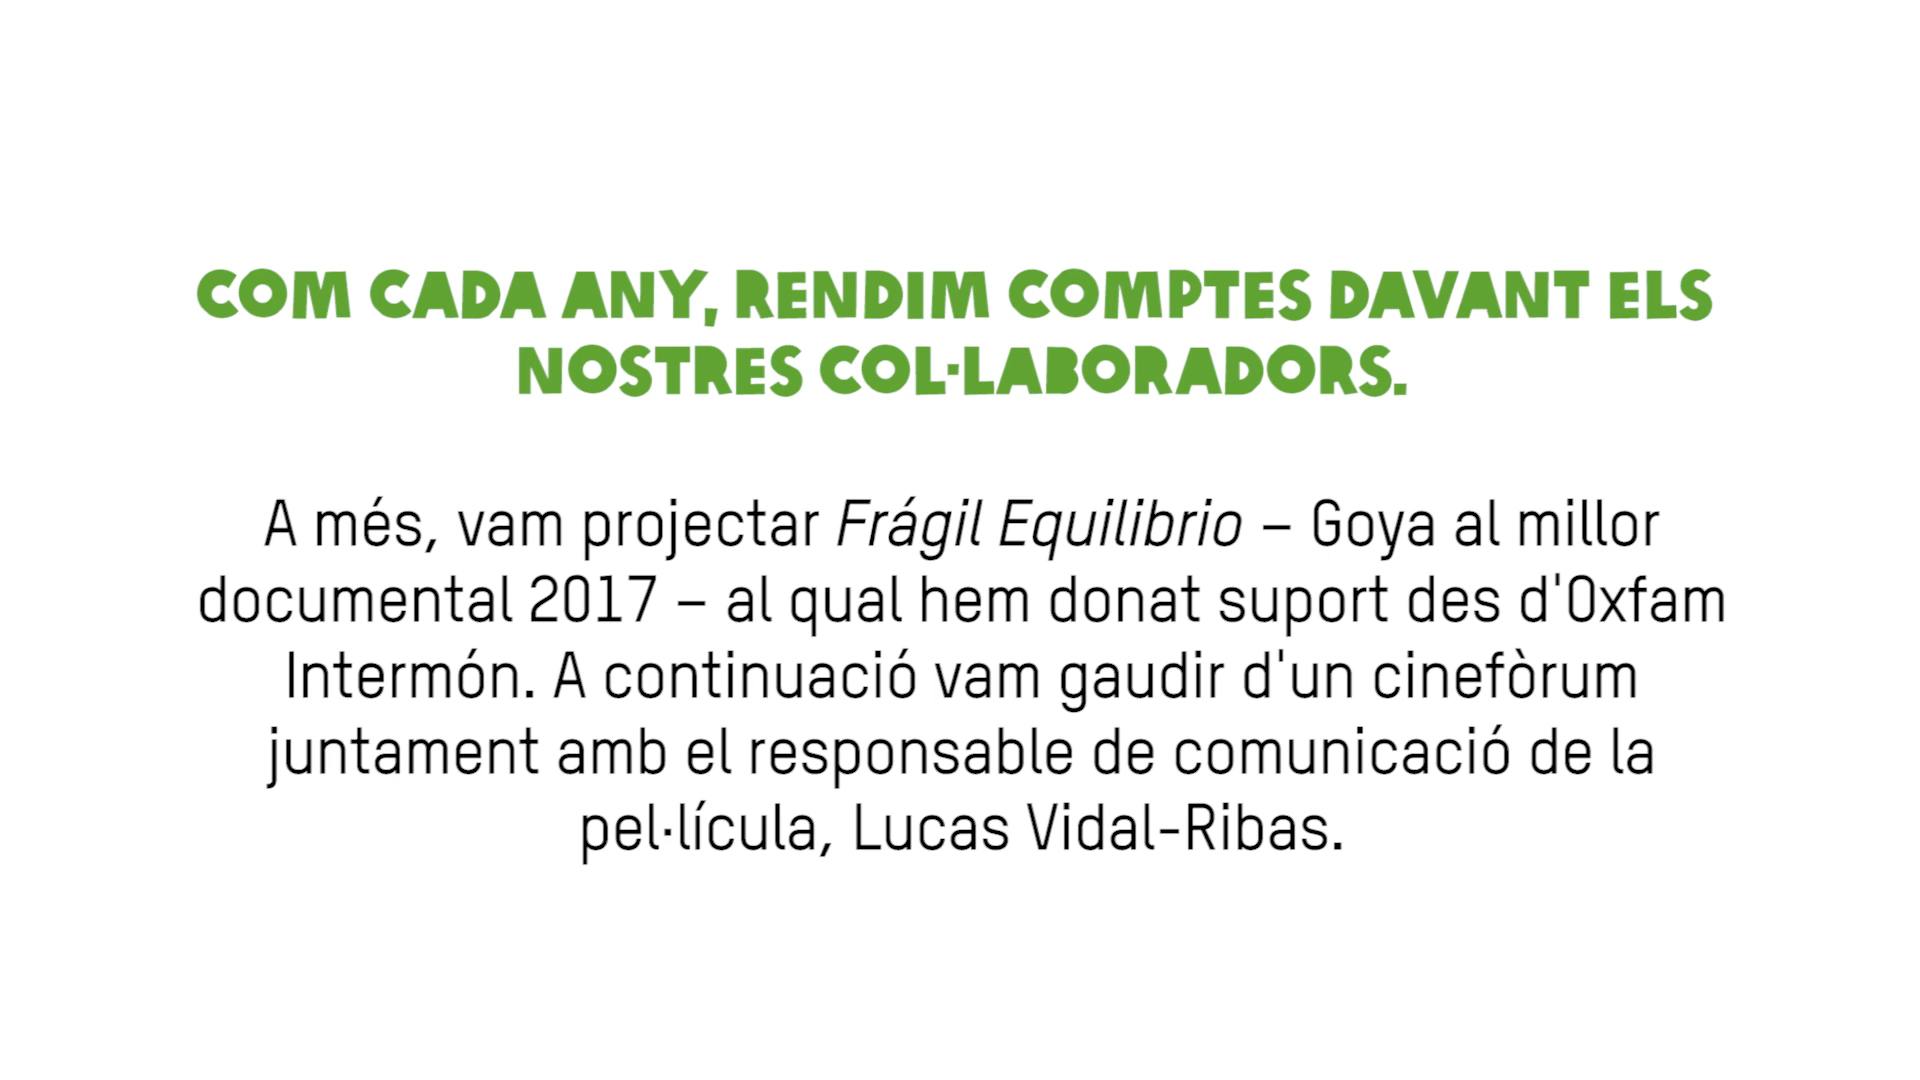 COM CADA ANY, RENDIM COMPTES DAVANT ELS
NOSTRES COL·LABORADORS.
A més, vam projectar Frágil Equilibrio – Goya al millor
documental 2017 – al qual hem donat suport des d'Oxfam
Intermón. A continuació vam gaudir d'un cinefòrum
juntament amb el responsable de comunicació de la
pel·lícula, Lucas Vidal-Ribas.